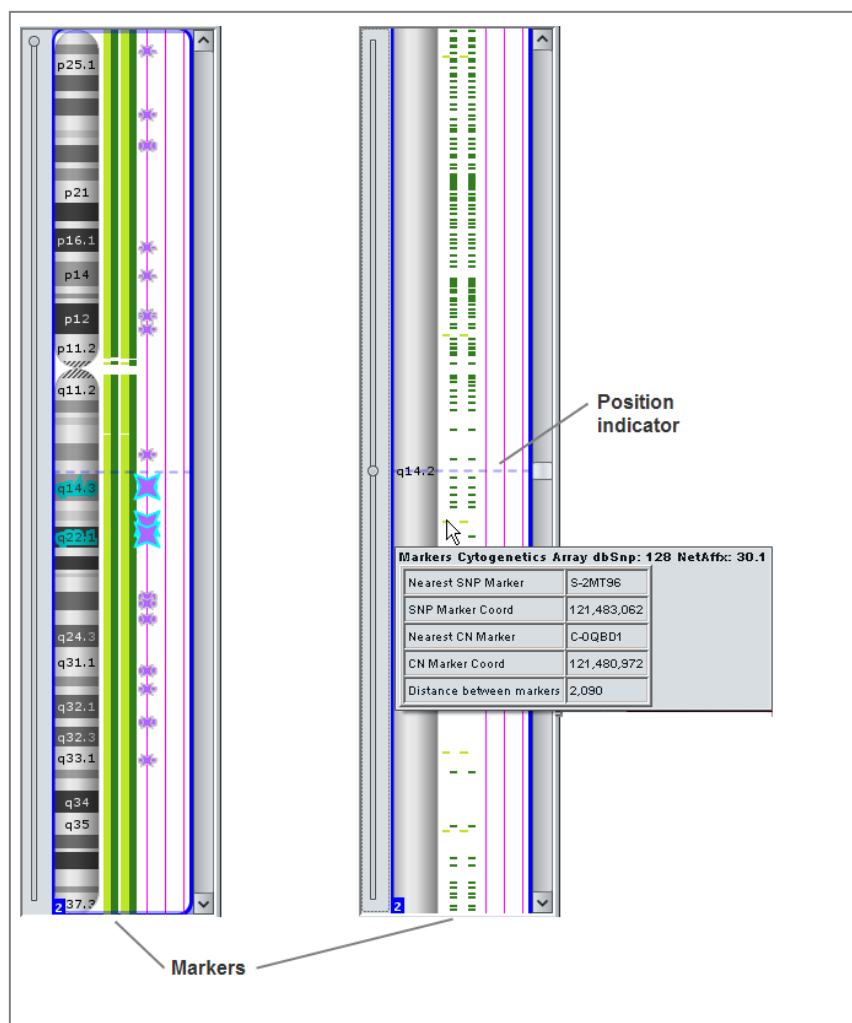 p25.1
p21
p16.1
p14
p12
p11.2
q11.2
q14.3
q22.1
q24.3
q31.1
q32.1
q32.3
q33.1
q34
q35
2 37.3
Position
indicator
q14.2
Markers Cytogenetics Array dbSnp: 128 NetAffx: 30.1
Nearest SNP Marker S-2MT96
SNP Marker Coord 121,483,062
Nearest CN Marker C-0QBD1
CN Marker Coord 121,480,972
Distance between markers 2,090
2
Markers